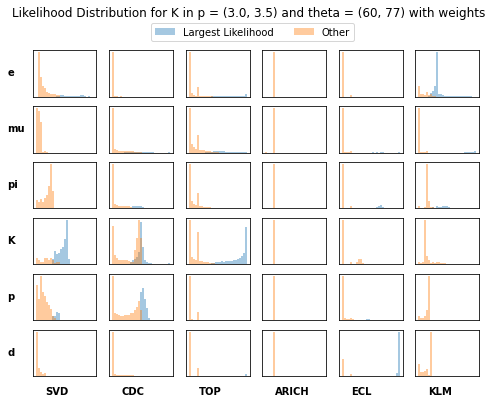 Likelihood Distribution for K in p = (3.0, 3.5) and theta = (60, 77) with weights
Largest Likelihood Other
e
mu
pi
K
p
d
SVD CDC TOP ARICH ECL KLM